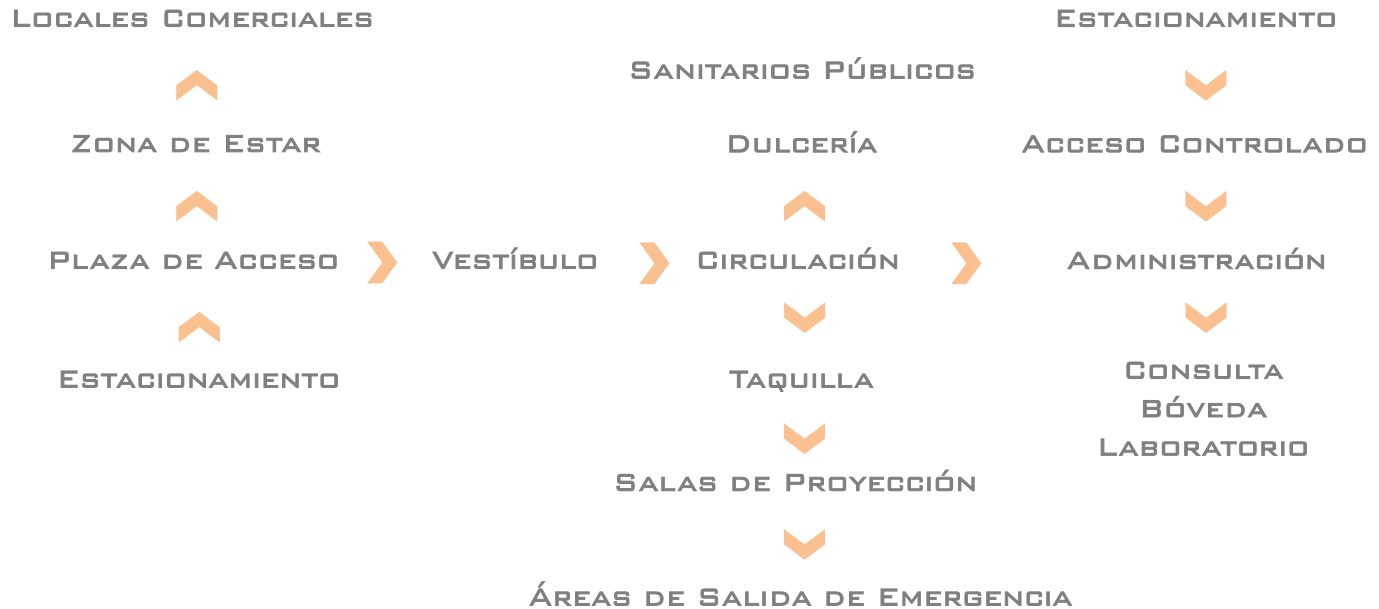 Locales Comerciales
Estacionamiento
Sanitarios Públicos
Zona de Estar
Dulcería
Acceso Controlado
Plaza de Acceso
Vestíbulo
Circulación
Administración
Estacionamiento
Taquilla
Consulta
Bóveda
Laboratorio
Salas de Proyección
Áreas de Salida de Emergencia